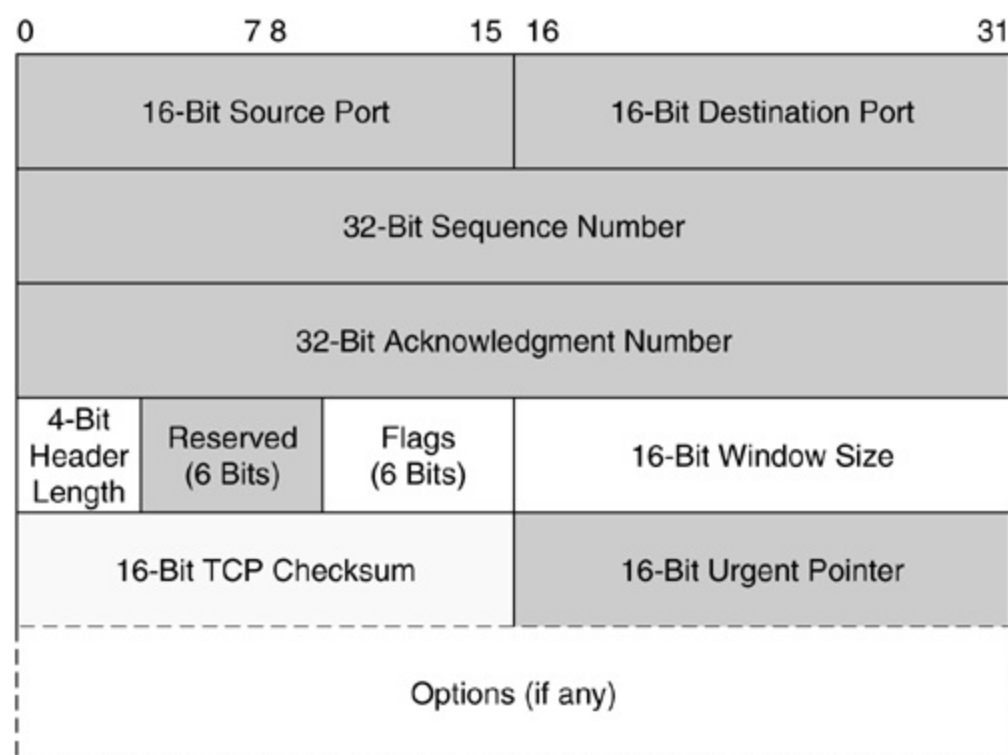 0 7 8 15 16 31
16-Bit Source Port 16-Bit Destination Port
32-Bit Sequence Number
32-Bit Acknowledgment Number
4-Bit
Header
Length
Reserved
(6 Bits)
Flags
(6 Bits)
16-Bit Window Size
16-Bit TCP Checksum 16-Bit Urgent Pointer
Options (if any)